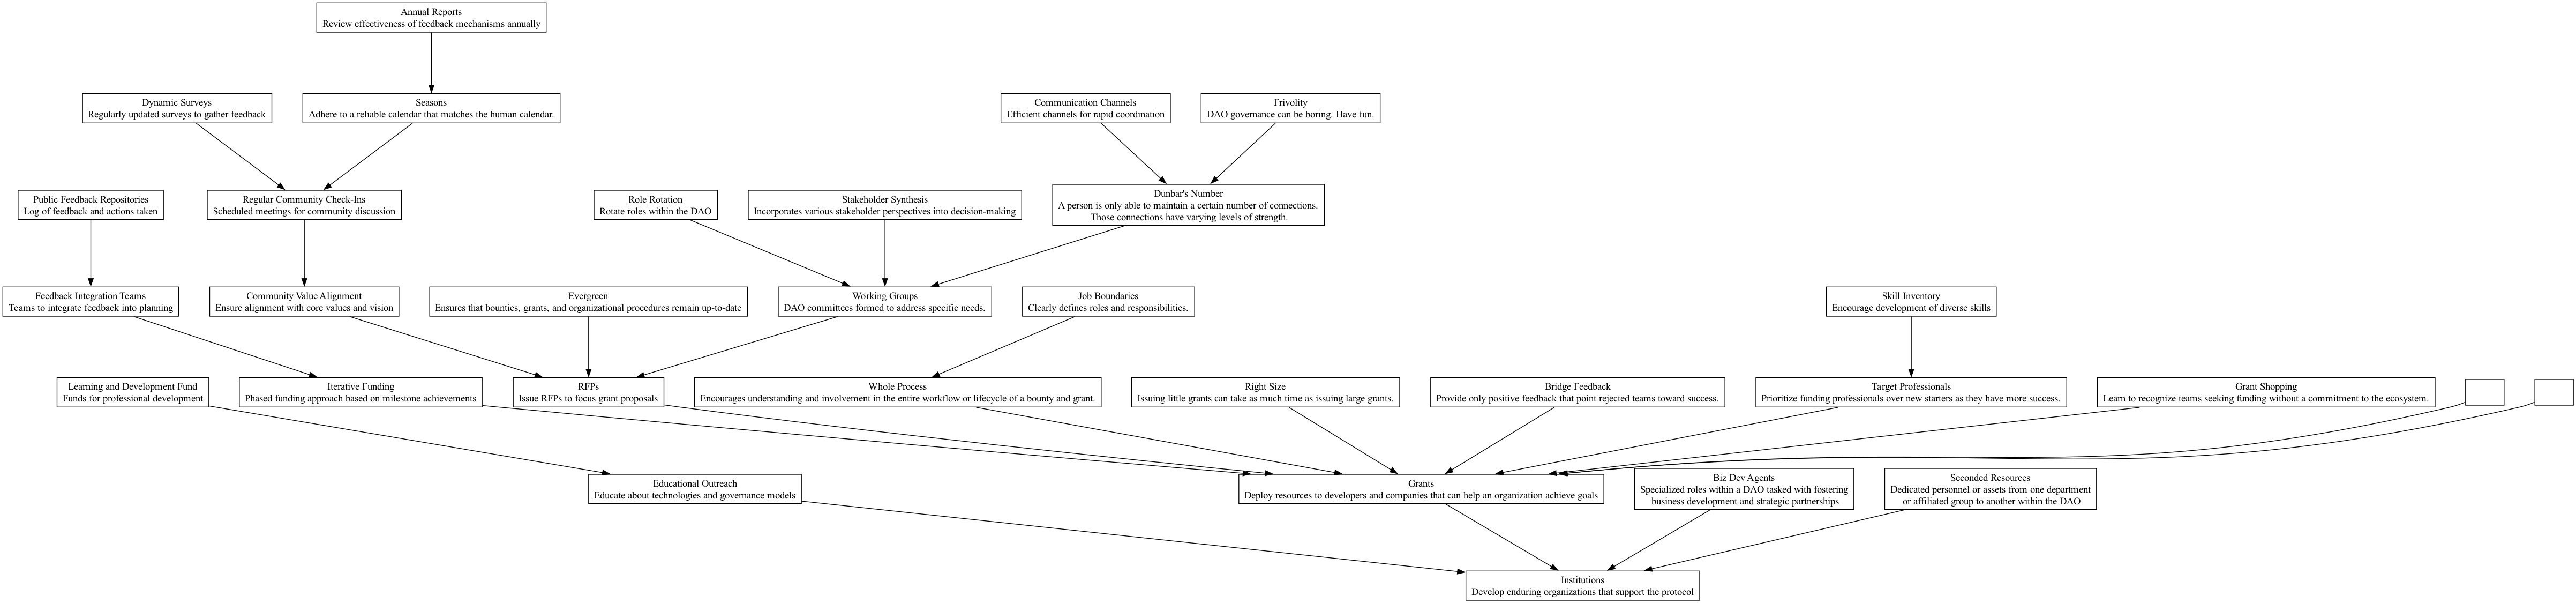 Annual Reports
Review effectiveness of feedback mechanisms annually
Dynamic Surveys
Regularly updated surveys to gather feedback
Seasons
Adhere to a reliable calendar that matches the human calendar.
Communication Channels
Efficient channels for rapid coordination
Frivolity
DAO governance can be boring. Have fun.
Public Feedback Repositories
Log of feedback and actions taken
Regular Community Check-Ins
Scheduled meetings for community discussion
Role Rotation
Rotate roles within the DAO
Stakeholder Synthesis
Incorporates various stakeholder perspectives into decision-making
Dunbar's Number
A person is only able to maintain a certain number of connections.
Those connections have varying levels of strength.
Feedback Integration Teams
Teams to integrate feedback into planning
Community Value Alignment
Ensure alignment with core values and vision
Evergreen
Ensures that bounties, grants, and organizational procedures remain up-to-date
Working Groups
DAO committees formed to address specific needs.
Job Boundaries
Clearly defines roles and responsibilities.
Skill Inventory
Encourage development of diverse skills
Learning and Development Fund
Funds for professional development
Iterative Funding
Phased funding approach based on milestone achievements
RFPs
Issue RFPs to focus grant proposals
Whole Process
Encourages understanding and involvement in the entire workflow or lifecycle of a bounty and grant.
Right Size
Issuing little grants can take as much time as issuing large grants.
Bridge Feedback
Provide only positive feedback that point rejected teams toward success.
Target Professionals
Prioritize funding professionals over new starters as they have more success.
Grant Shopping
Learn to recognize teams seeking funding without a commitment to the ecosystem.
Educational Outreach
Educate about technologies and governance models
Grants
Deploy resources to developers and companies that can help an organization achieve goals
Biz Dev Agents
Specialized roles within a DAO tasked with fostering
business development and strategic partnerships
Seconded Resources
Dedicated personnel or assets from one department
or affiliated group to another within the DAO
Institutions
Develop enduring organizations that support the protocol